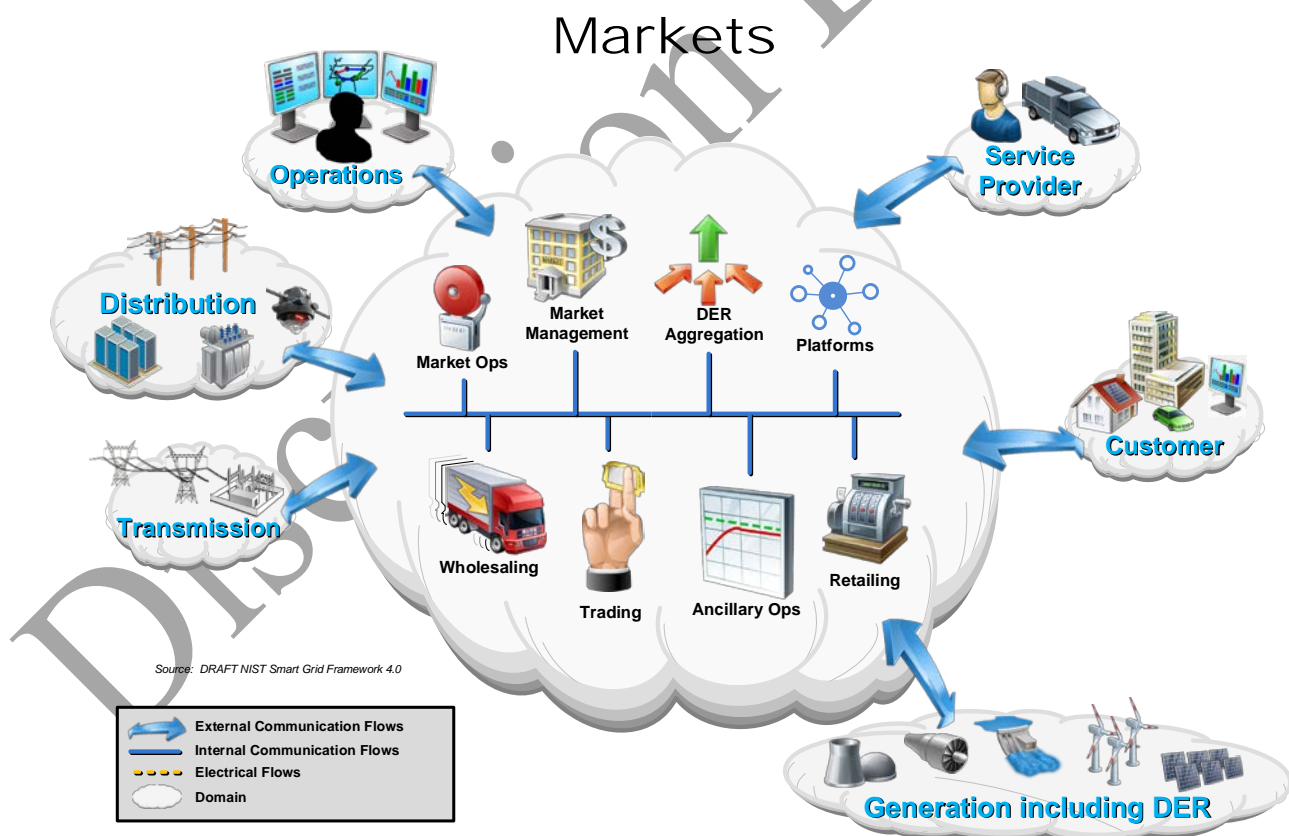 Markets
Operations
Service
Provider
Distribution
Market
Management
DER
Aggregation
Platforms
Market Ops
Customer
Transmission
Wholesaling
Trading
Ancillary Ops
Retailing
Source: DRAFT NIST Smart Grid Framework 4.0
External Communication Flows
Internal Communication Flows
Electrical Flows
Domain
Generation including DER